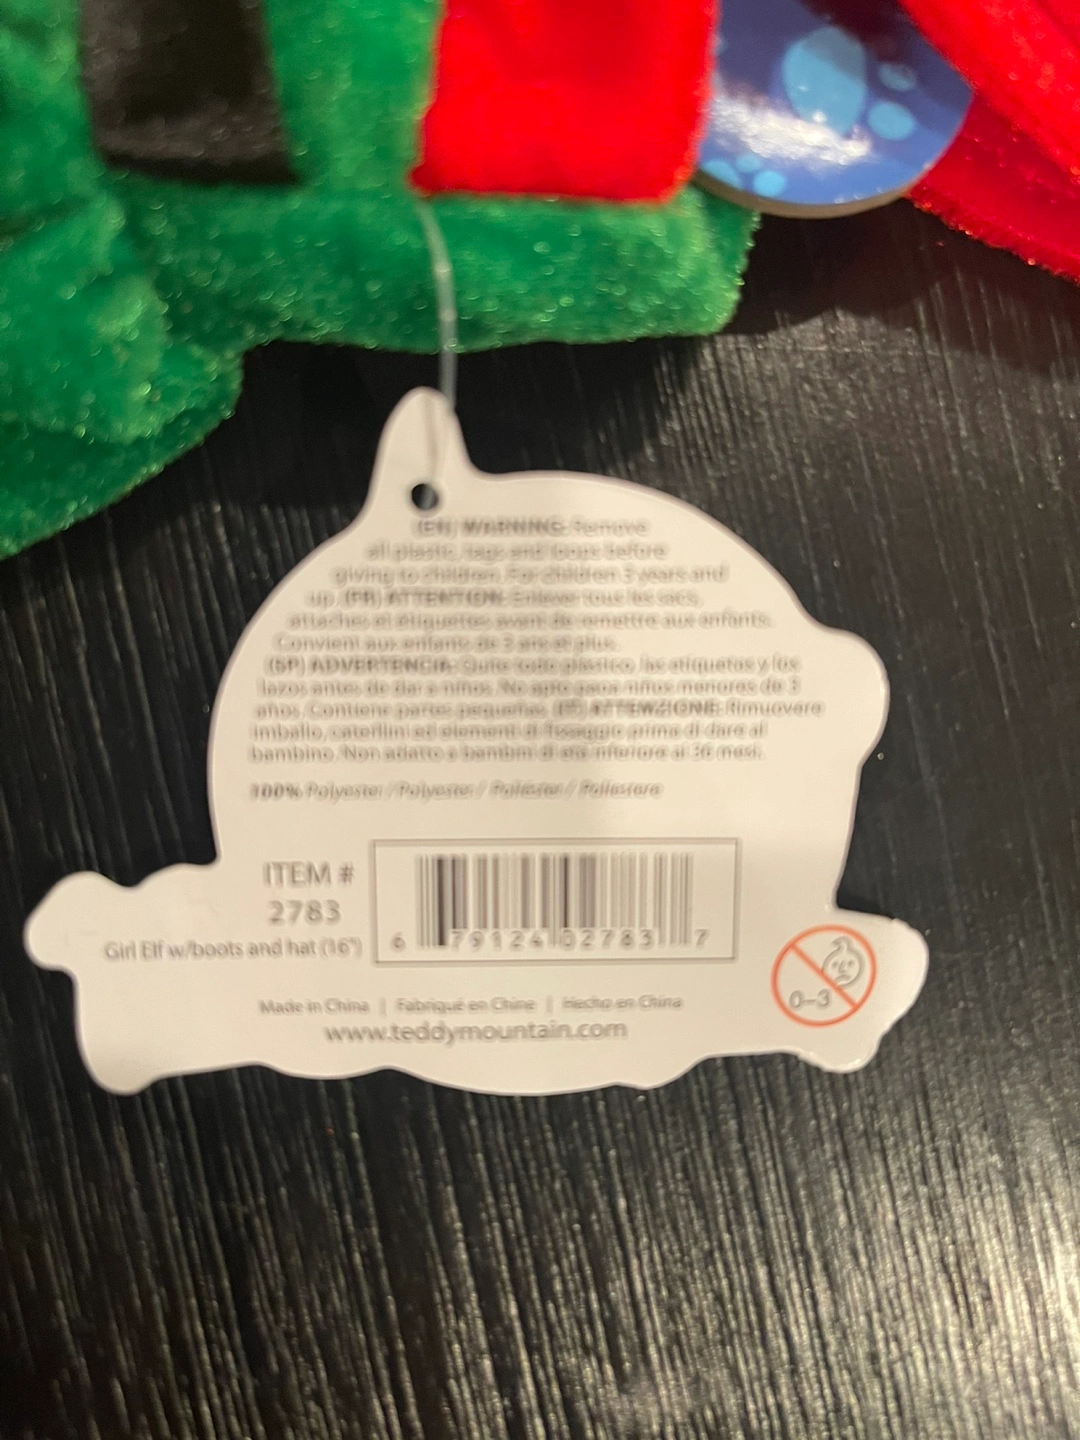 (EN) WARNING: Remove
all plastic, tags and loops before
giving to children. For children 3 years and
up. (FR) ATTENTION: Enlever tous les sacs,
attaches et étiquettes avant de remettre aux enfants.
Convient aux enfants de 3 ans et plus.
(SP) ADVERTENCIA: Quite todo plástico, las etiquetas y los
lazos antes de dar a niños. No apto para niños menores de 3
años. Contiene partes pequeñas. (IT) ATTENZIONE: Rimuovere
imballo, ed elementi di fissaggio prima di dare al
bambino. Non adatto a bambini di età inferiore ai 36 mesi.
100% Polyester / Polyester / Poliéster / Poliestere
ITEM #
2783
Girl Elf w/boots and hat (16")
6 79124 02783 7
0-3
Made in China | Fabriqué en Chine | Hecho en China
www.teddymountain.com